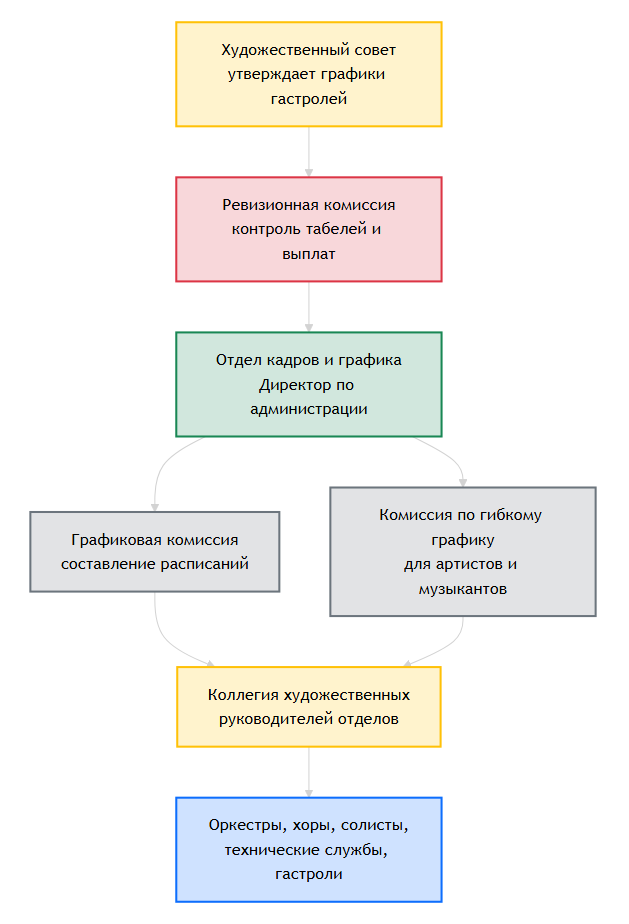 Художественный совет
утверждает графики
гастролей
Ревизионная комиссия
контроль табелей и
выплат
Отдел кадров и графика
Директор по
администрации
Графиковая комиссия
составление расписаний
Комиссия по гибкому
графику
для артистов и
музыкантов
Коллегия художественных
руководителей отделов
Оркестры, хоры, солисты,
технические службы,
гастроли